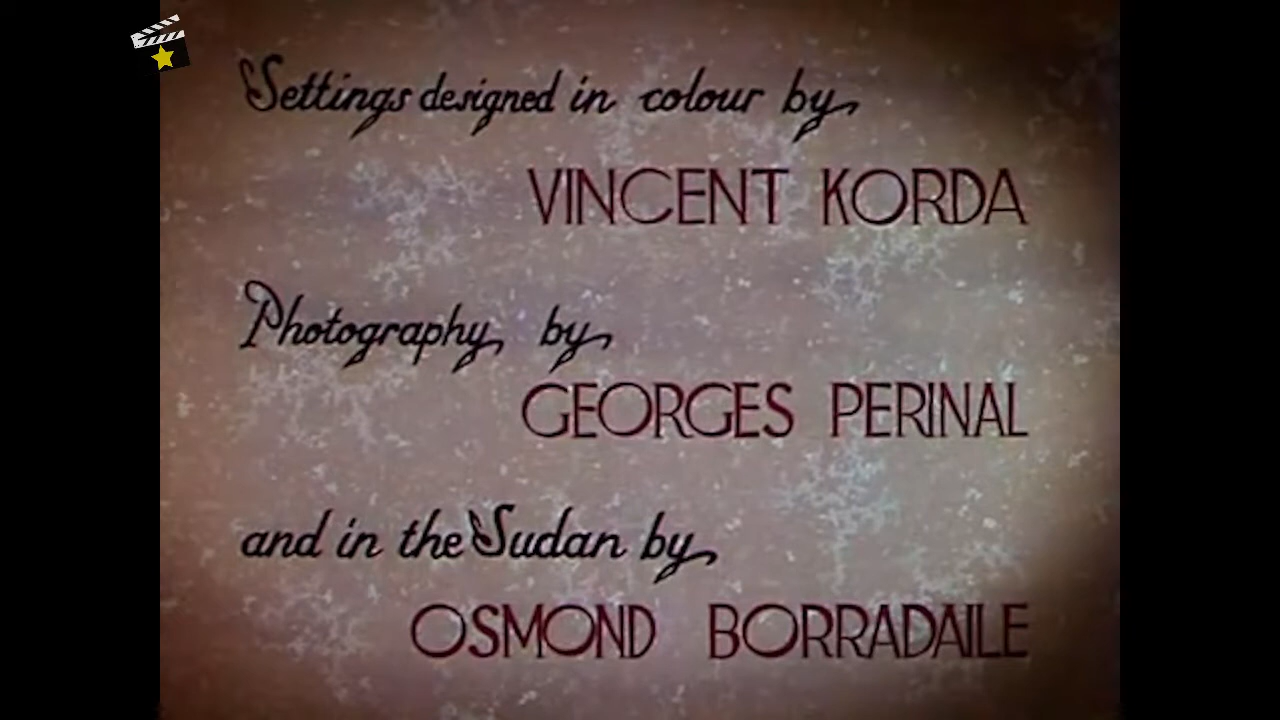 Settings designed in colour by
VINCENT KORDA
Photography by
GEORGES PERINAL
and in the Sudan by
OSMOND BORRADAILE